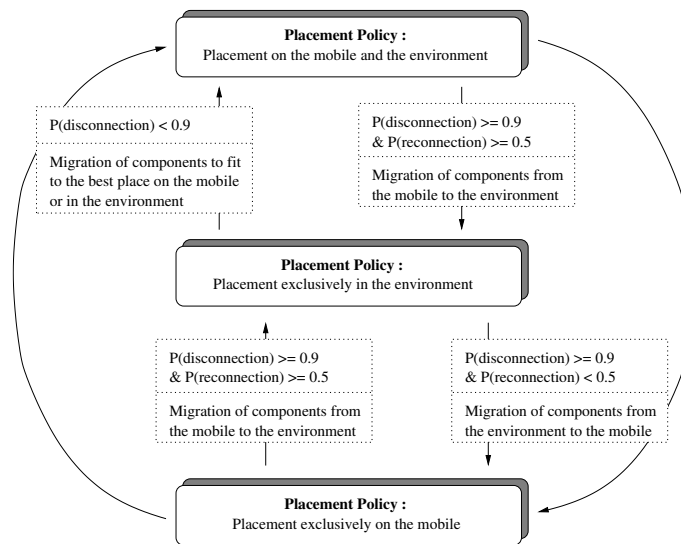 Placement Policy :
Placement on the mobile and the environment
P(disconnection) < 0.9
Migration of components to fit
to the best place on the mobile
or in the environment
P(disconnection) >= 0.9
& P(reconnection) >= 0.5
Migration of components from
the mobile to the environment
Placement Policy :
Placement exclusively in the environment
P(disconnection) >= 0.9
& P(reconnection) >= 0.5
Migration of components from
the mobile to the environment
P(disconnection) >= 0.9
& P(reconnection) < 0.5
Migration of components from
the environment to the mobile
Placement Policy :
Placement exclusively on the mobile